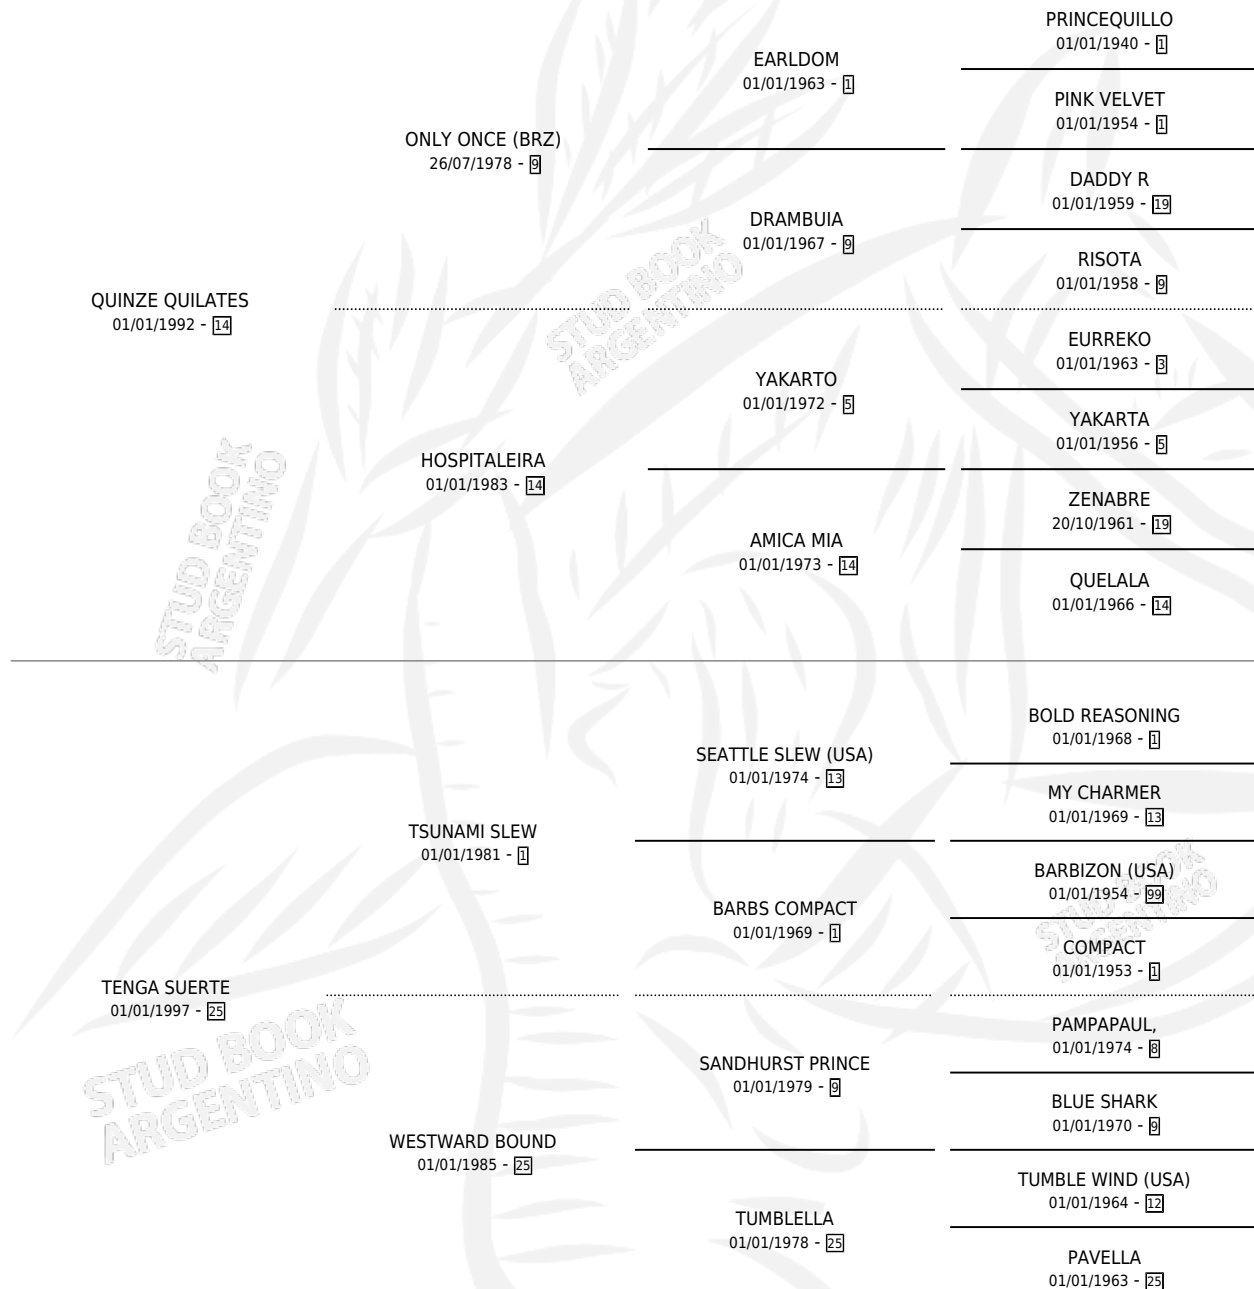 PRINCEQUILLO
01/01/1940 - 1
EARLDOM
01/01/1963 - 1
PINK VELVET
01/01/1954 - 1
ONLY ONCE (BRZ)
26/07/1978 - 9
DADDY R
01/01/1959 - 19
DRAMBUIA
01/01/1967 - 9
RISOTA
01/01/1958 - 9
QUINZE QUILATES
01/01/1992 - 14
EURREKO
01/01/1963 - 3
YAKARTO
01/01/1972 - 5
YAKARTA
01/01/1956 - 5
HOSPITALEIRA
01/01/1983 - 14
ZENABRE
20/10/1961 - 19
AMICA MIA
01/01/1973 - 14
QUELALA
01/01/1966 - 14
BOLD REASONING
01/01/1968 - 1
SEATTLE SLEW (USA)
01/01/1974 - 13
MY CHARMER
01/01/1969 - 13
TSUNAMI SLEW
01/01/1981 - 1
BARBIZON (USA)
01/01/1954 - 99
BARBS COMPACT
01/01/1969 - 1
COMPACT
01/01/1953 - 1
TENGA SUERTE
01/01/1997 - 25
PAMPAPAUL,
01/01/1974 - 8
SANDHURST PRINCE
01/01/1979 - 9
BLUE SHARK
01/01/1970 - 9
WESTWARD BOUND
01/01/1985 - 25
TUMBLE WIND (USA)
01/01/1964 - 12
TUMBLELLA
01/01/1978 - 25
PAVELLA
01/01/1963 - 25
STUD BOOK
ARGENTINO
STUD BOOK
ARGENTINO
STUD BOOK
ARGENTINO
STUD BOOK
ARGENTINO